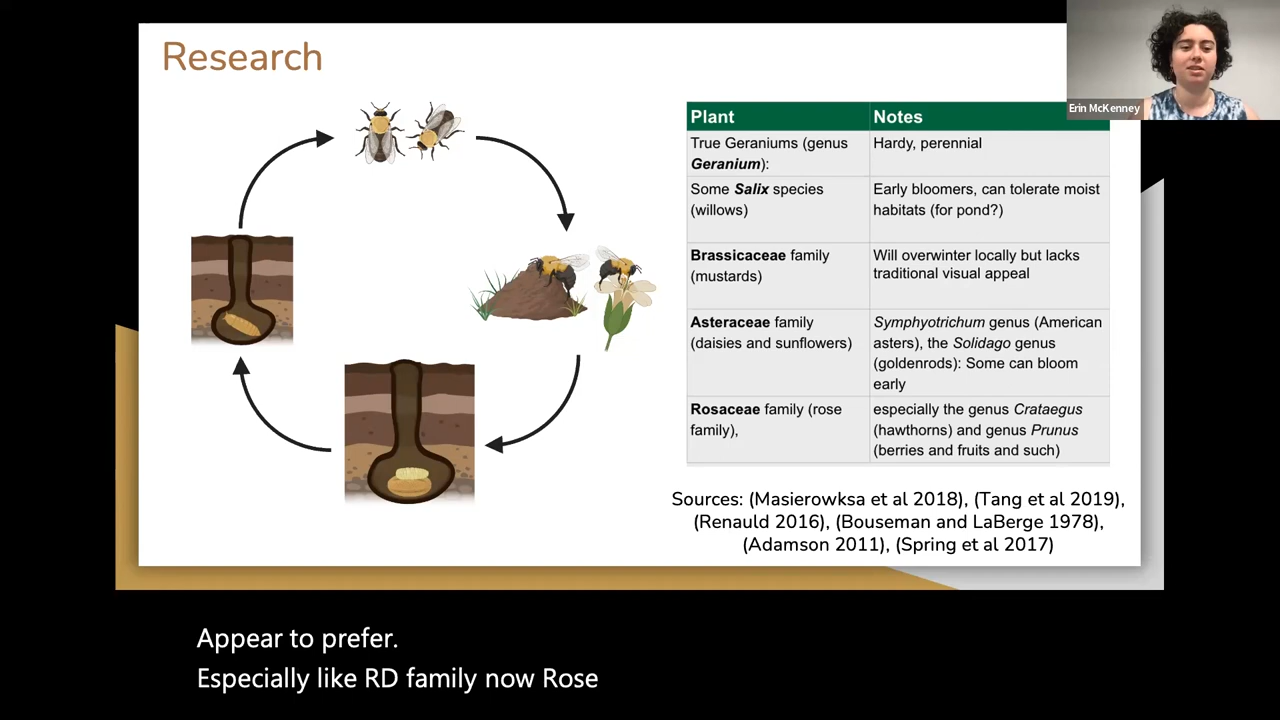 Research
Erin McKenney
Plant
Notes
True Geraniums (genus
Geranium):
Hardy, perennial
Some Salix species
(willows)
Early bloomers, can tolerate moist
habitats (for pond?)
Brassicaceae family
(mustards)
Will overwinter locally but lacks
traditional visual appeal
Asteraceae family
(daisies and sunflowers)
Symphyotrichum genus (American
asters), the Solidago genus
(goldenrods): Some can bloom
early
Rosaceae family (rose
family),
especially the genus Crataegus
(hawthorns) and genus Prunus
(berries and fruits and such)
Sources: (Masierowksa et al 2018), (Tang et al 2019),
(Renauld 2016), (Bouseman and LaBerge 1978),
(Adamson 2011), (Spring et al 2017)
Appear to prefer.
Especially like RD family now Rose